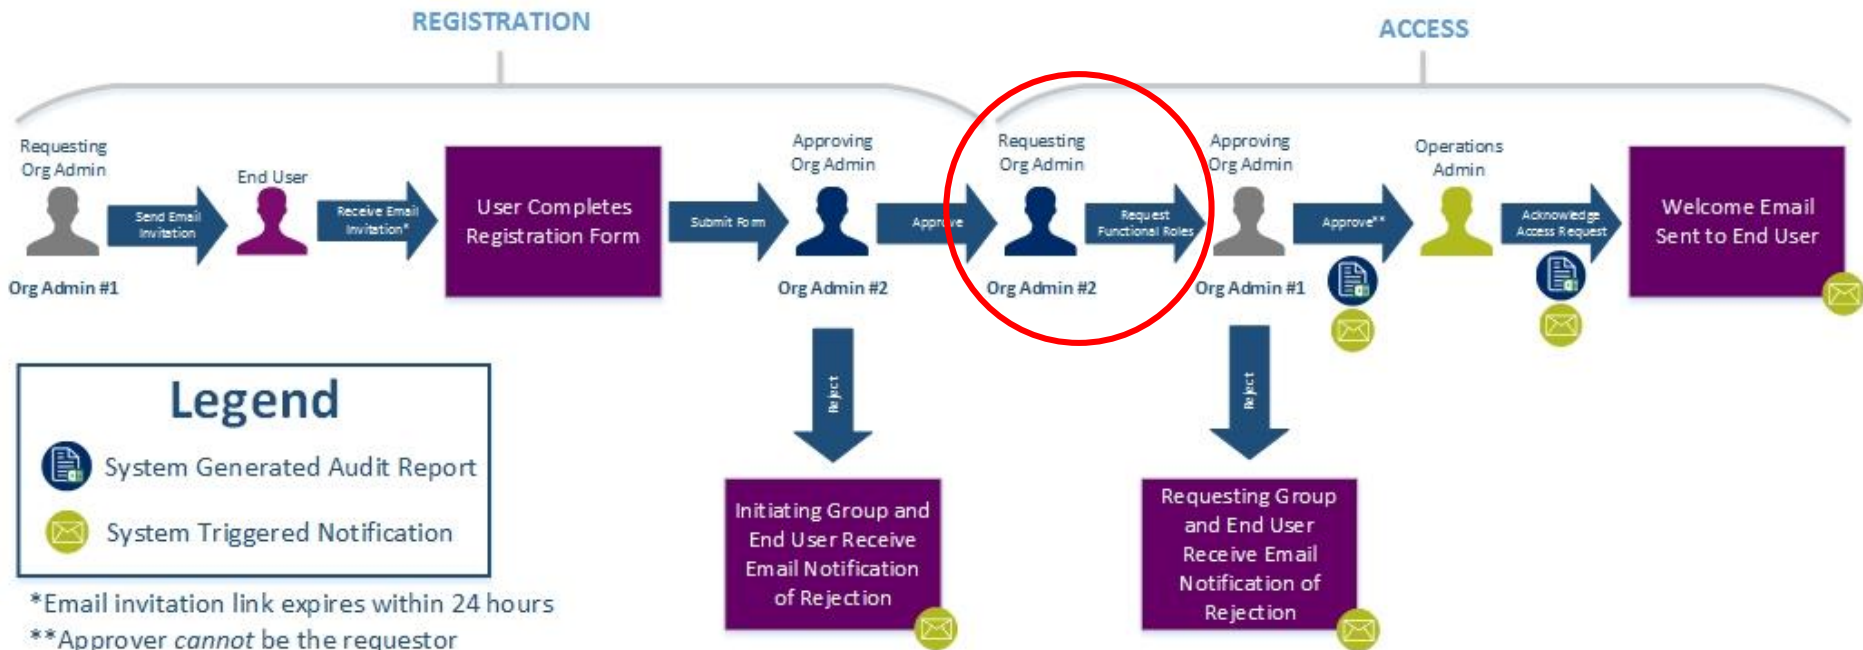 REGISTRATION
ACCESS
Requesting
Org Admin
Org Admin #1
Send Email
Invitation
End User
Receive Email
Invitation*
User Completes
Registration Form
Submit Form
Approving
Org Admin
Org Admin #2
Approve
Requesting
Org Admin
Org Admin #2
Request
Functional Roles
Approving
Org Admin
Org Admin #1
Approve**
Operations
Admin
Acknowledge
Access Request
Welcome Email
Sent to End User
Reject
Reject
Initiating Group and
End User Receive
Email Notification
of Rejection
Requesting Group
and End User
Receive Email
Notification of
Rejection
Legend
System Generated Audit Report
System Triggered Notification
*Email invitation link expires within 24 hours
**Approver cannot be the requestor